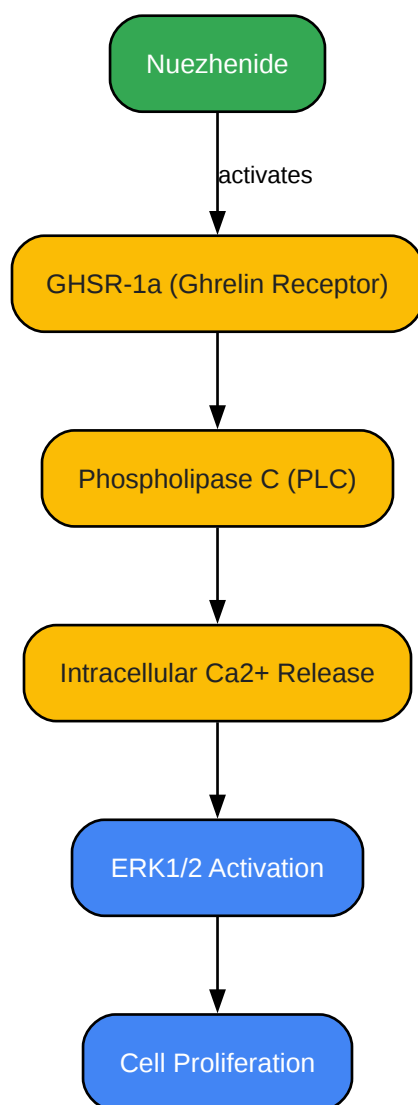 Nuezhenide
activates
GHSR-1a (Ghrelin Receptor)
Phospholipase C (PLC)
Intracellular Ca2+ Release
ERK1/2 Activation
Cell Proliferation